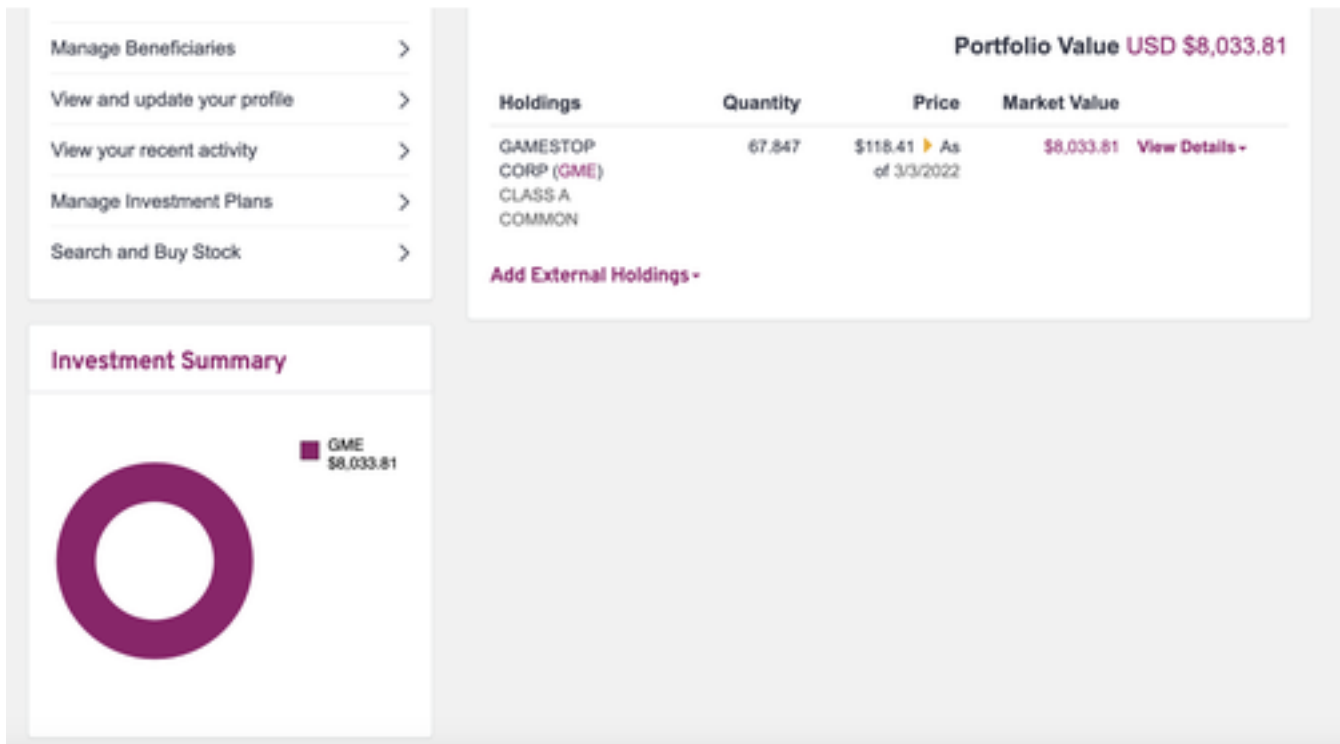 Manage Beneficiaries
View and update your profile
View your recent activity
Manage Investment Plans
Search and Buy Stock
Portfolio Value USD $8,033.81
Holdings Quantity Price Market Value
GAMESTOP 67.847 $118.41 As $8,033.81 View Details
CORP (GME) of 3/3/2022
CLASS A
COMMON
Add External Holdings
Investment Summary
GME
$8,033.81